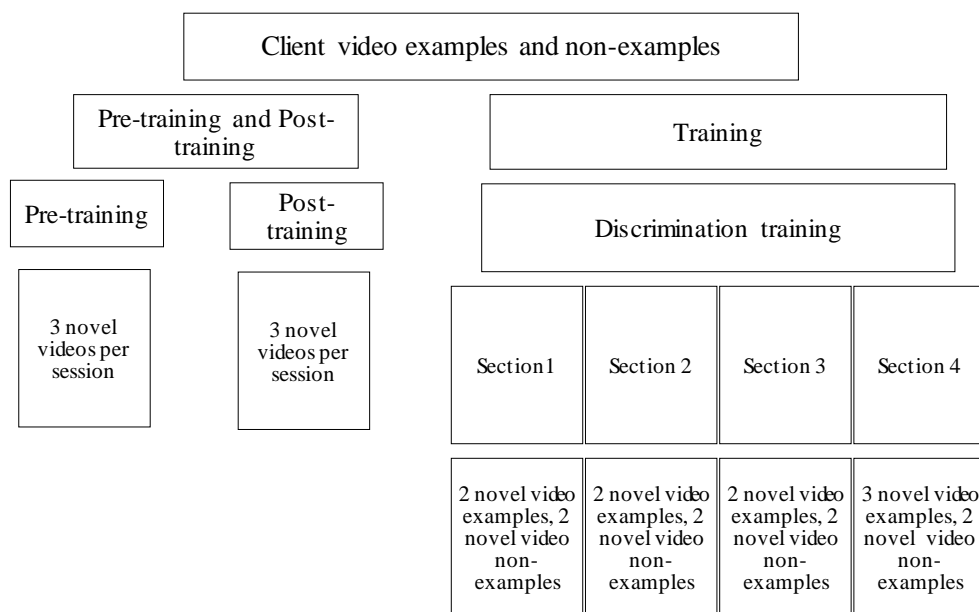 Client video examples and non-examples
Pre-training and Post-
training
Training
Pre-training
Post-
training
Discrimination training
3 novel
videos per
session
3 novel
videos per
session
Section 1
Section 2
Section 3
Section 4
2 novel video
examples, 2
novel video
non-
examples
2 novel video
examples, 2
novel video
non-
examples
2 novel video
examples, 2
novel video
non-
examples
3 novel video
examples, 2
novel video
non-
examples